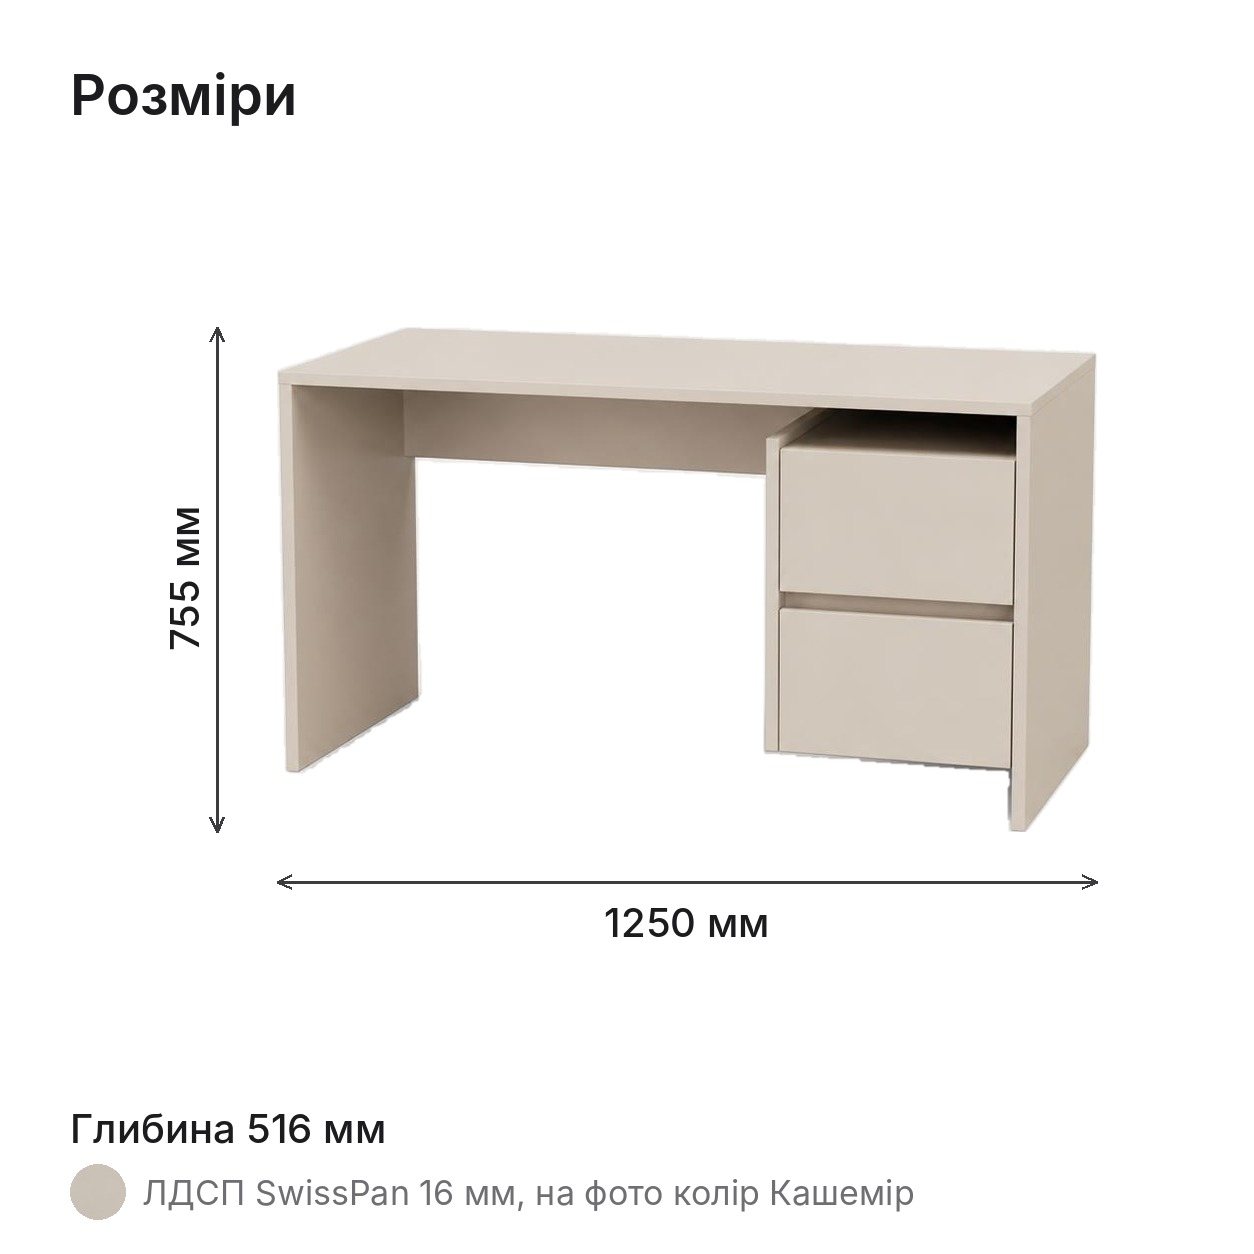 Розміри
755 мм
1250 мм
Глибина 516 мм
ЛДСП SwissPan 16 мм, на фото колір Кашемір